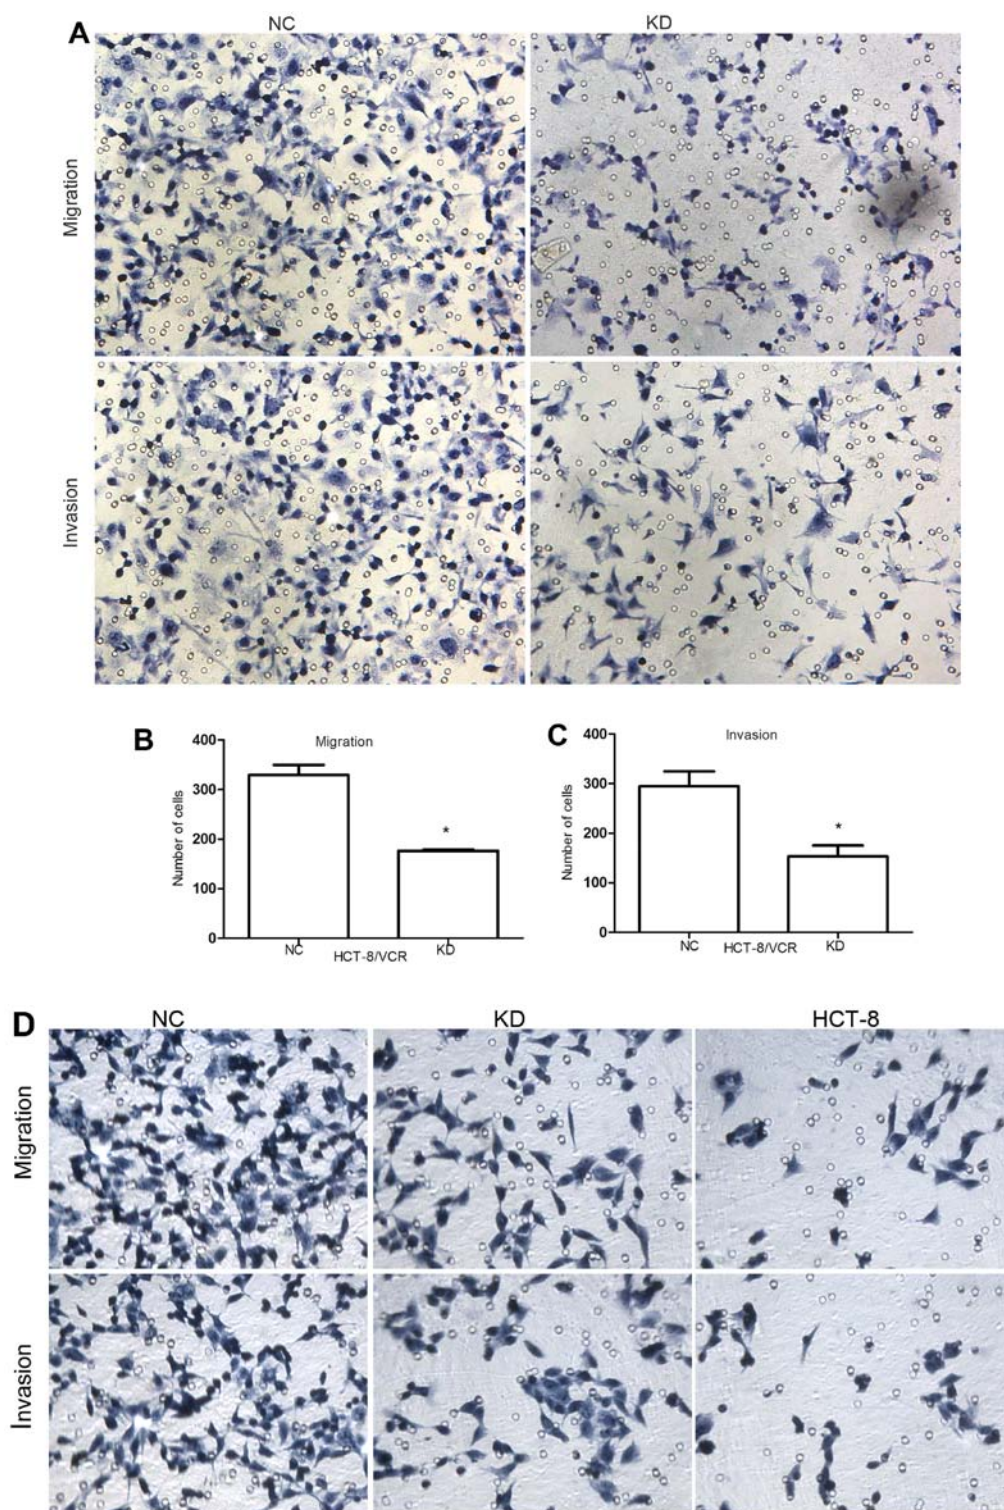 A
NC
KD
Migration
Invasion
B
Migration
Number of cells
400
300
200
100
0
*
NC
HCT-8/VCR
KD
C
Invasion
Number of cells
400
300
200
100
0
*
NC
HCT-8/VCR
KD
D
NC
KD
HCT-8
Migration
Invasion